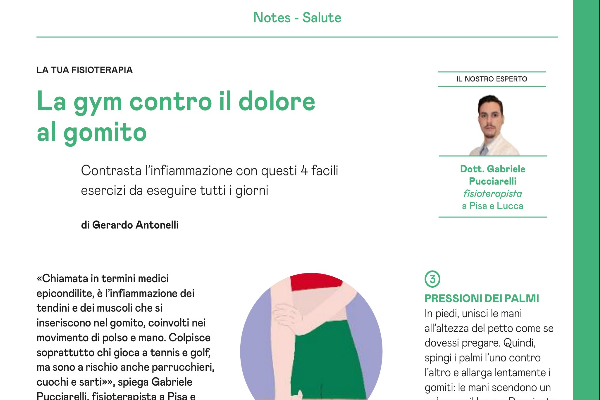 Notes - Salute
LA TUA FISIOTERAPIA
La gym contro il dolore
al gomito
Contrasta l'infiammazione con questi 4 facili
esercizi da eseguire tutti i giorni
di Gerardo Antonelli
IL NOSTRO ESPERTO
Dott. Gabriele
Pucciarelli
fisioterapista
a Pisa e Lucca
«Chiamata in termini medici
epicondilite, è l'infiammazione dei
tendini e dei muscoli che si
inseriscono nel gomito, coinvolti nei
movimento di polso e mano. Colpisce
soprattutto chi gioca a tennis e golf,
ma sono a rischio anche parrucchieri,
cuochi e sarti»», spiega Gabriele
Pucciarelli, fisioterapista a Pisa e
3
PRESSIONI DEI PALMI
In piedi, unisci le mani
all'altezza del petto come se
dovessi pregare. Quindi,
spingi i palmi l'uno contro
l'altro e allarga lentamente i
gomiti: le mani scendono un